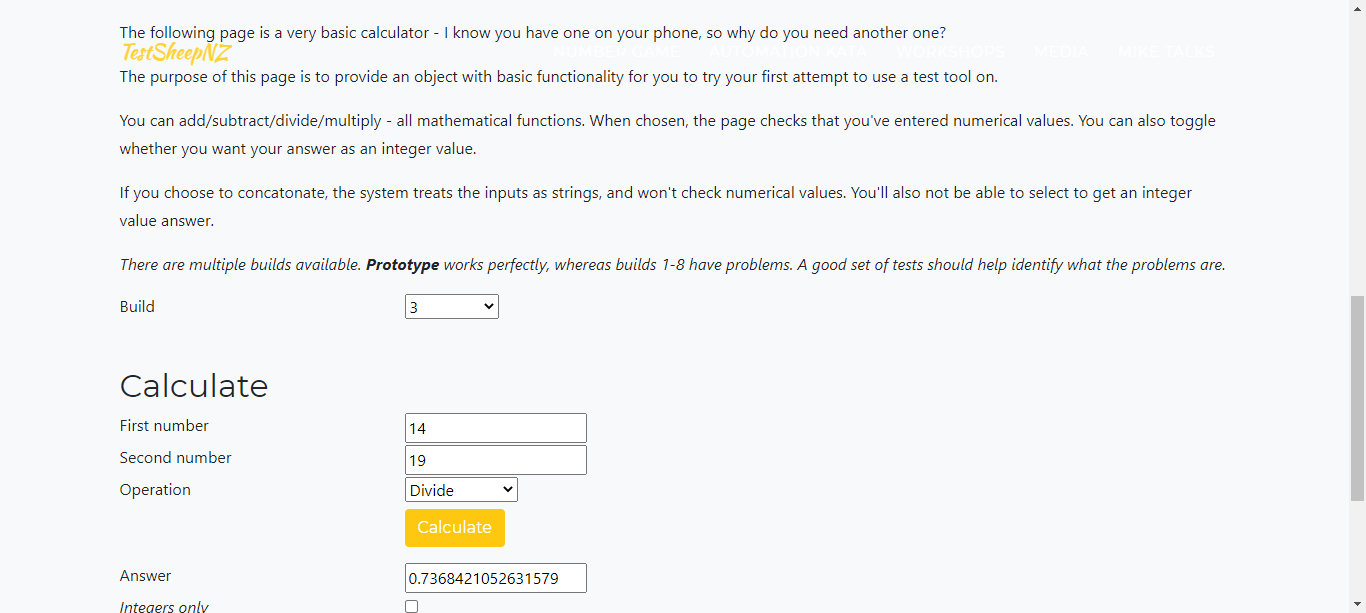 The following page is a very basic calculator - I know you have one on your phone, so why do you need another one?
TestSheepNZ NUMBER GAME AUTOMATION DATA WORKSHOPS MEDIA MIKE TALKS
The purpose of this page is to provide an object with basic functionality for you to try your first attempt to use a test tool on.
You can add/subtract/divide/multiply - all mathematical functions. When chosen, the page checks that you've entered numerical values. You can also toggle
whether you want your answer as an integer value.
If you choose to concatonate, the system treats the inputs as strings, and won't check numerical values. You'll also not be able to select to get an integer
value answer.
There are multiple builds available. Prototype works perfectly, whereas builds 1-8 have problems. A good set of tests should help identify what the problems are.
Build 3
Calculate
First number 14
Second number 19
Operation Divide
Calculate
Answer 0.7368421052631579
Integers only